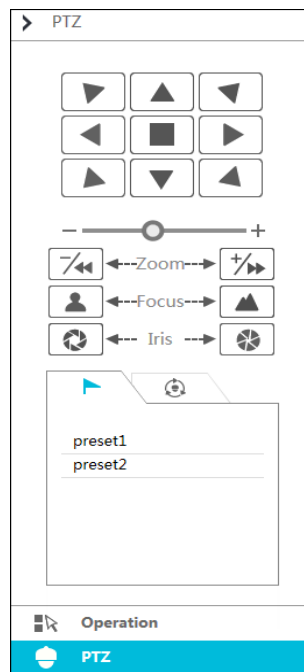 PTZ
Zoom
Focus
Iris
preset1
preset2
Operation
PTZ